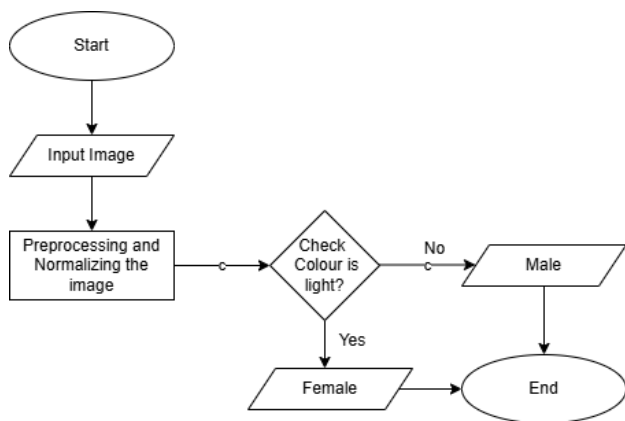 Start
Input Image
Preprocessing and
Normalizing the
image
c
Check
Colour is
light?
No
c
Male
Yes
Female
End